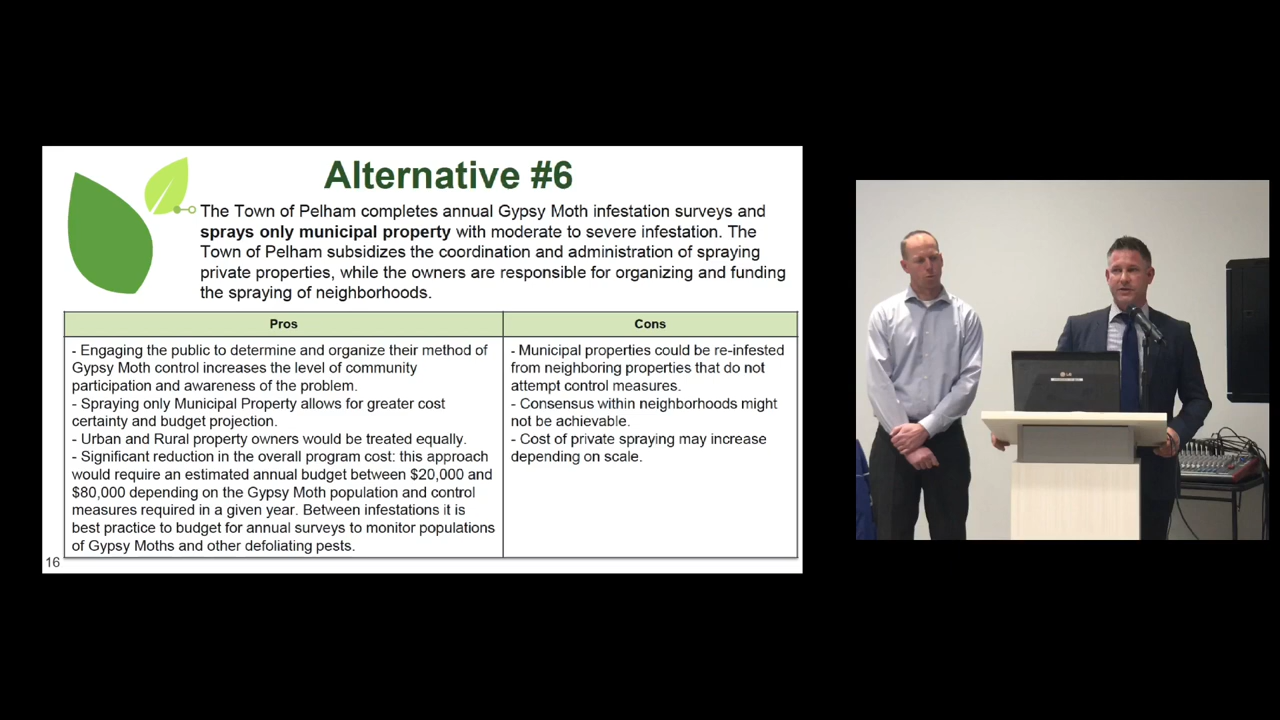 Alternative #6
The Town of Pelham completes annual Gypsy Moth infestation surveys and
sprays only municipal property with moderate to severe infestation. The
Town of Pelham subsidizes the coordination and administration of spraying
private properties, while the owners are responsible for organizing and funding
the spraying of neighborhoods.
Pros
- Engaging the public to determine and organize their method of
Gypsy Moth control increases the level of community
participation and awareness of the problem.
- Spraying only Municipal Property allows for greater cost
certainty and budget projection.
- Urban and Rural property owners would be treated equally.
- Significant reduction in the overall program cost: this approach
would require an estimated annual budget between $20,000 and
$80,000 depending on the Gypsy Moth population and control
measures required in a given year. Between infestations it is
best practice to budget for annual surveys to monitor populations
of Gypsy Moths and other defoliating pests.
Cons
- Municipal properties could be re-infested
from neighboring properties that do not
attempt control measures.
- Consensus within neighborhoods might
not be achievable.
- Cost of private spraying may increase
depending on scale.
16
LG